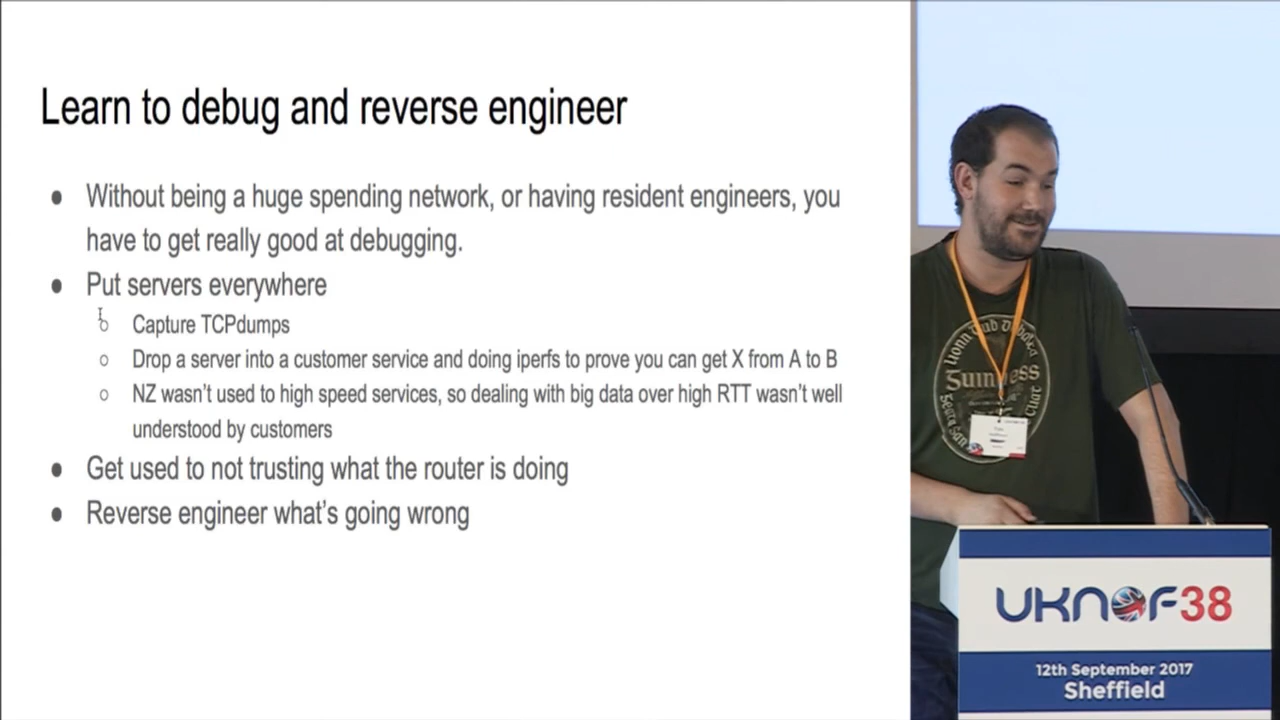 Learn to debug and reverse engineer
● Without being a huge spending network, or having resident engineers, you
have to get really good at debugging.
● Put servers everywhere
○ Capture TCPdumps
○ Drop a server into a customer service and doing iperfs to prove you can get X from A to B
○ NZ wasn't used to high speed services, so dealing with big data over high RTT wasn't well
understood by customers
● Get used to not trusting what the router is doing
● Reverse engineer what's going wrong
Guinness
UKNOF38
12th September 2017
Sheffield